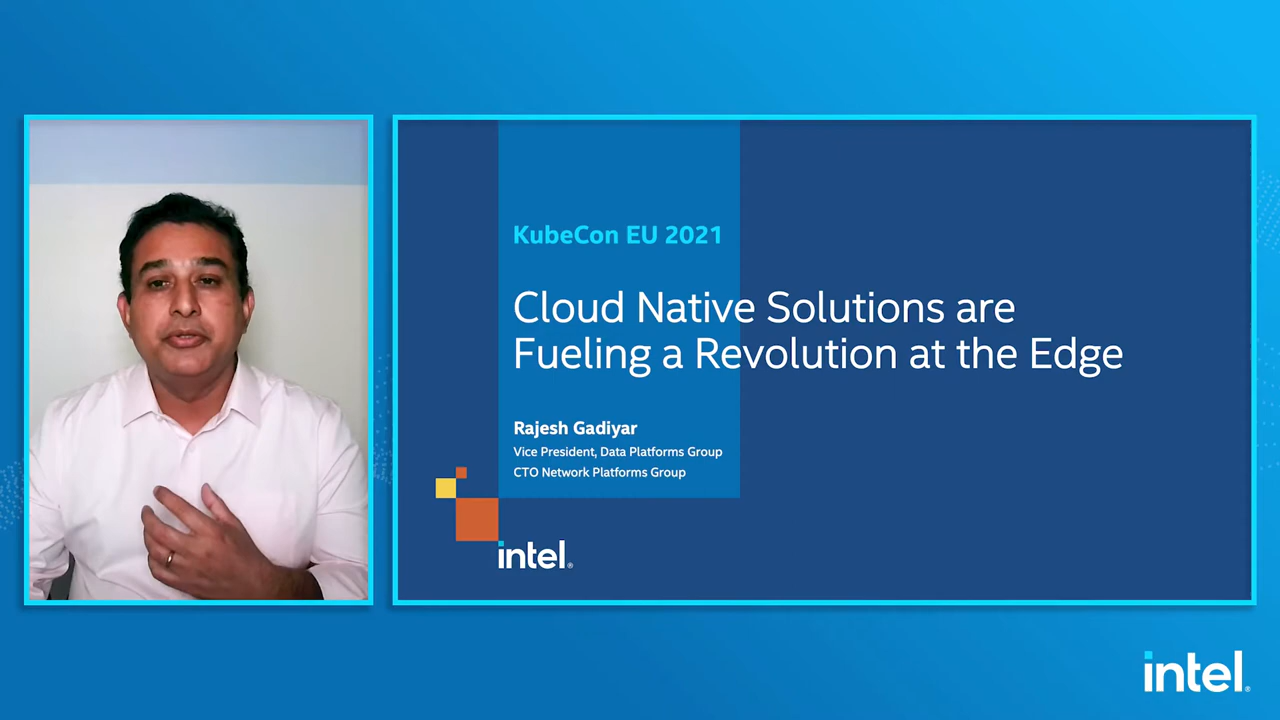 KubeCon EU 2021
Cloud Native Solutions are
Fueling a Revolution at the Edge
Rajesh Gadiyar
Vice President, Data Platforms Group
CTO Network Platforms Group
intel®
intel®